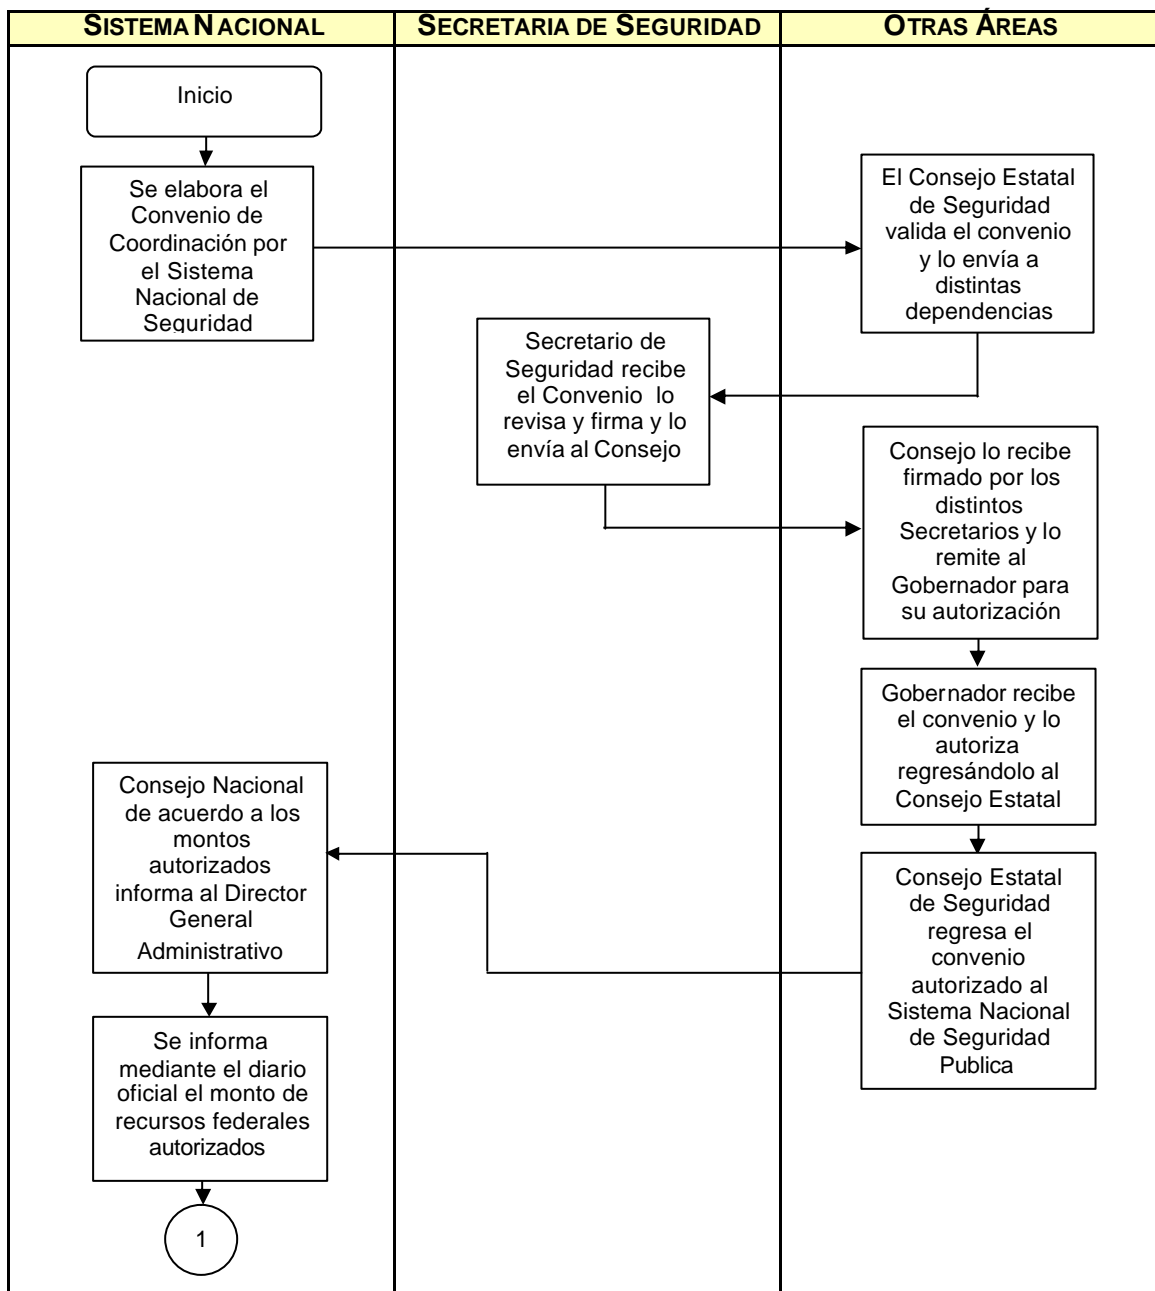 SISTEMA NACIONAL
SECRETARIA DE SEGURIDAD
OTRAS ÁREAS
Inicio
Se elabora el
Convenio de
Coordinación por
el Sistema
Nacional de
Seguridad
El Consejo Estatal
de Seguridad
valida el convenio
y lo envía a
distintas
dependencias
Secretario de
Seguridad recibe
el Convenio lo
revisa y firma y lo
envía al Consejo
Consejo lo recibe
firmado por los
distintos
Secretarios y lo
remite al
Gobernador para
su autorización
Gobernador recibe
el convenio y lo
autoriza
regresándolo al
Consejo Estatal
Consejo Estatal
de Seguridad
regresa el
convenio
autorizado al
Sistema Nacional
de Seguridad
Publica
Consejo Nacional
de acuerdo a los
montos
autorizados
informa al Director
General
Administrativo
Se informa
mediante el diario
oficial el monto de
recursos federales
autorizados
1